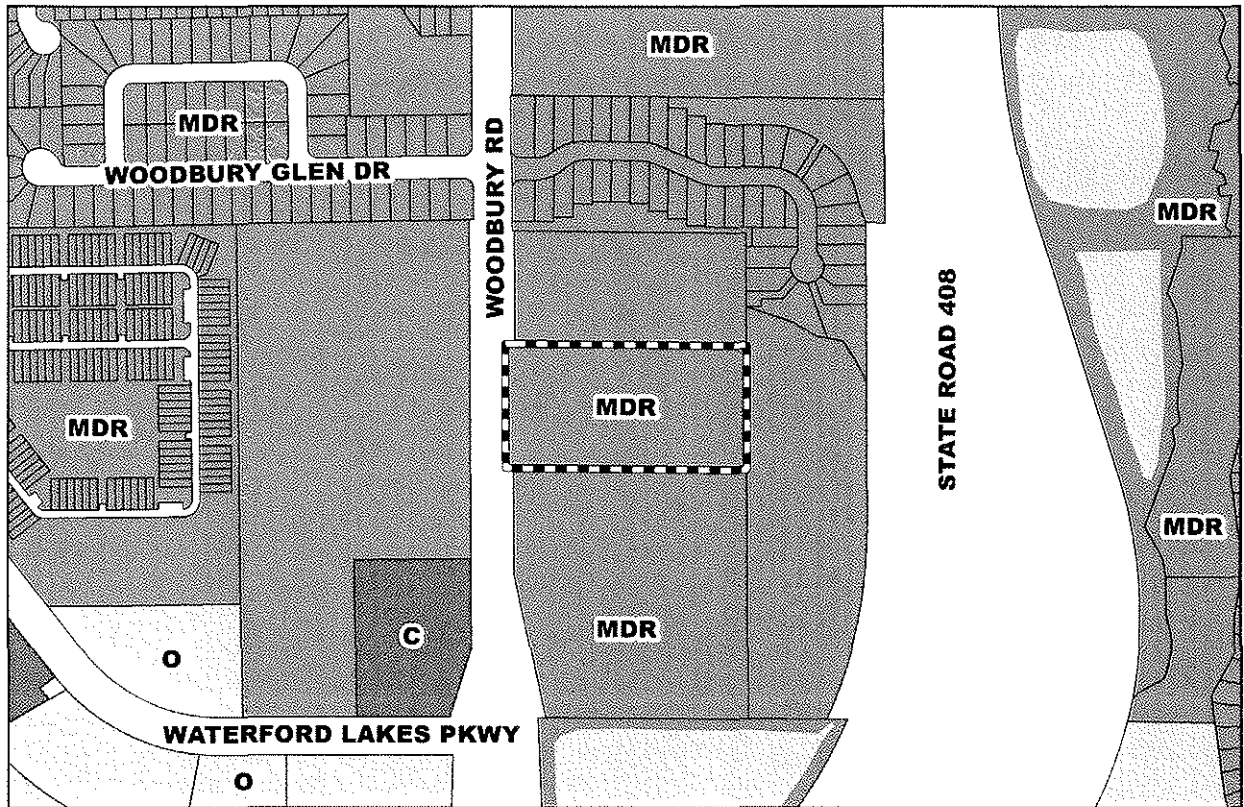 MDR
MDR
WOODBURY RD
WOODBURY GLEN DR
MDR
STATE ROAD 408
MDR
MDR
MDR
C
MDR
O
WATERFORD LAKES PKWY
O